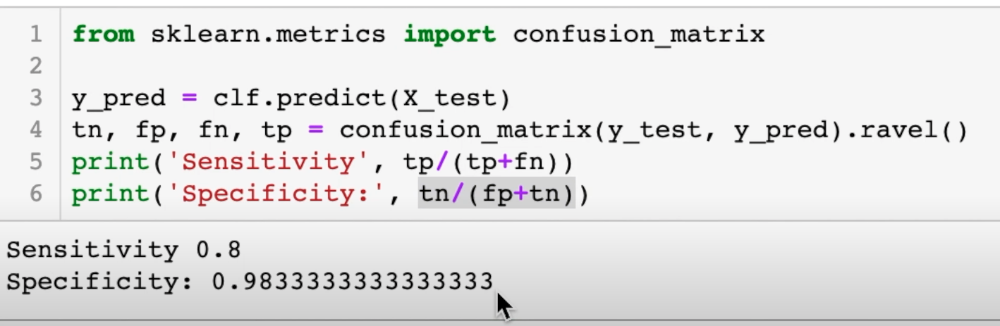 1 from sklearn.metrics import confusion_matrix
2
3 y_pred = clf.predict(X_test)
4 tn, fp, fn, tp = confusion_matrix(y_test, y_pred).ravel()
5 print('Sensitivity', tp/(tp+fn))
6 print('Specificity:', tn/(fp+tn))
Sensitivity 0.8
Specificity: 0.9833333333333333